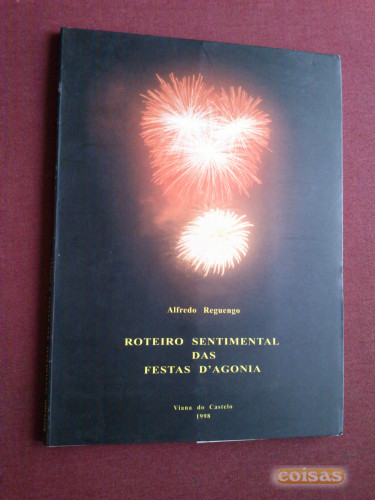 Alfredo Reguengo
ROTEIRO SENTIMENTAL
DAS
FESTAS D'AGONIA
Viana do Castelo
1998
coisas